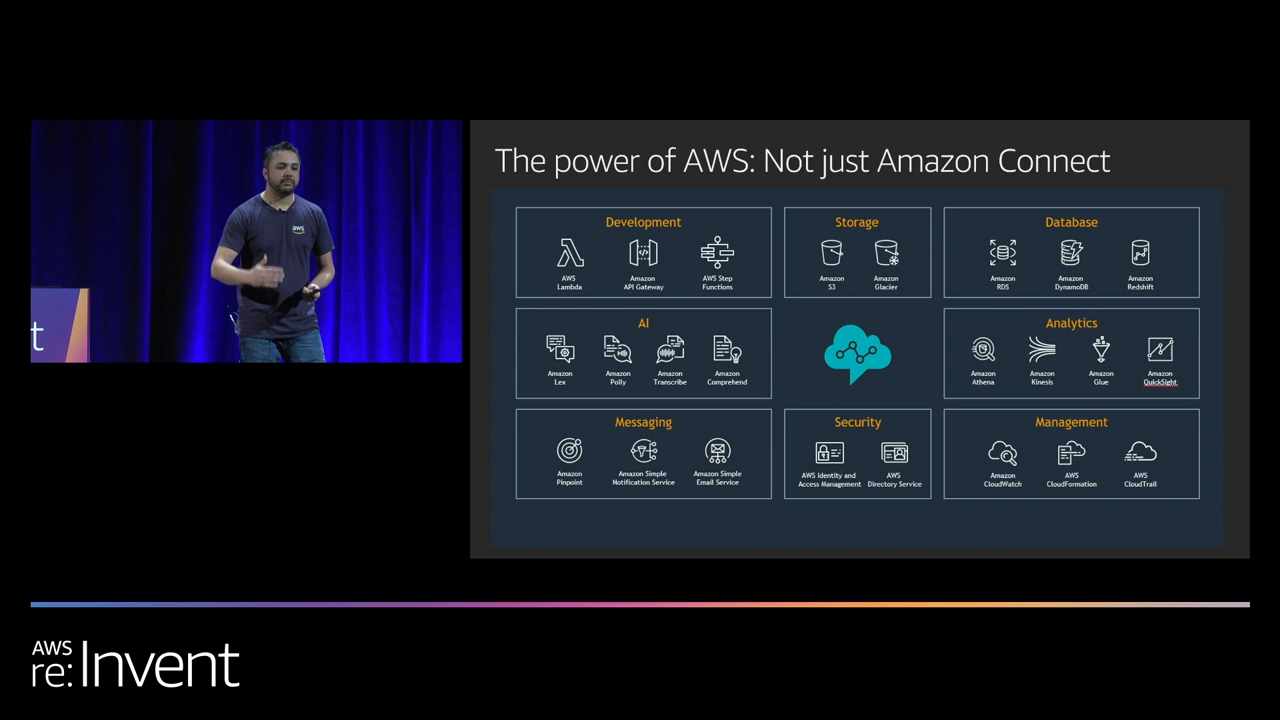 The power of AWS: Not just Amazon Connect
Development
AWS
Lambda
Amazon
API Gateway
AWS Step
Functions
Storage
Amazon
S3
Amazon
Glacier
Database
Amazon
RDS
Amazon
DynamoDB
Amazon
Redshift
AI
Amazon
Lex
Amazon
Polly
Amazon
Transcribe
Amazon
Comprehend
Analytics
Amazon
Athena
Amazon
Kinesis
Amazon
Glue
Amazon
QuickSight
Messaging
Amazon
Pinpoint
Amazon Simple
Notification Service
Amazon Simple
Email Service
Security
AWS Identity and
Access Management
AWS
Directory Service
Management
Amazon
CloudWatch
AWS
CloudFormation
AWS
CloudTrail
aws
t
AWS
re:Invent